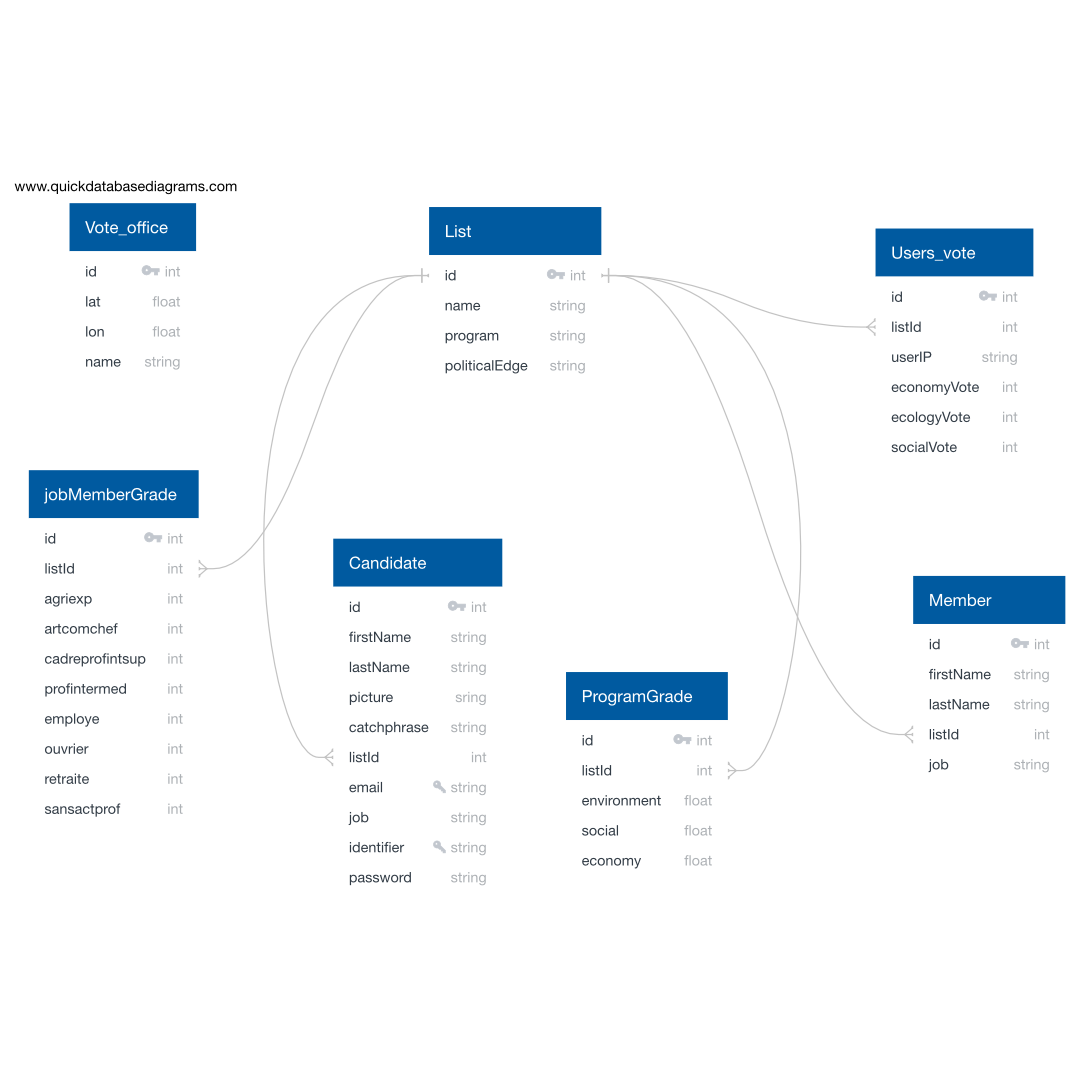 www.quickdatabasediagrams.com
Vote_office
id int
lat float
lon float
name string
List
id int
name string
program string
politicalEdge string
Users_vote
id int
listId int
userIP string
economyVote int
ecologyVote int
socialVote int
jobMemberGrade
id int
listId int
agriexp int
artcomchef int
cadreprofintsup int
profintermed int
employe int
ouvrier int
retraite int
sansactprof int
Candidate
id int
firstName string
lastName string
picture sring
catchphrase string
listId int
email string
job string
identifier string
password string
ProgramGrade
id int
listId int
environment float
social float
economy float
Member
id int
firstName string
lastName string
listId int
job string